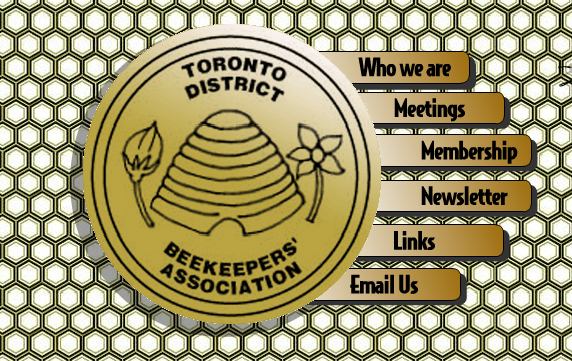 TORONTO
DISTRICT
BEEKEEPERS'
ASSOCIATION
Who we are
Meetings
Membership
Newsletter
Links
Email Us